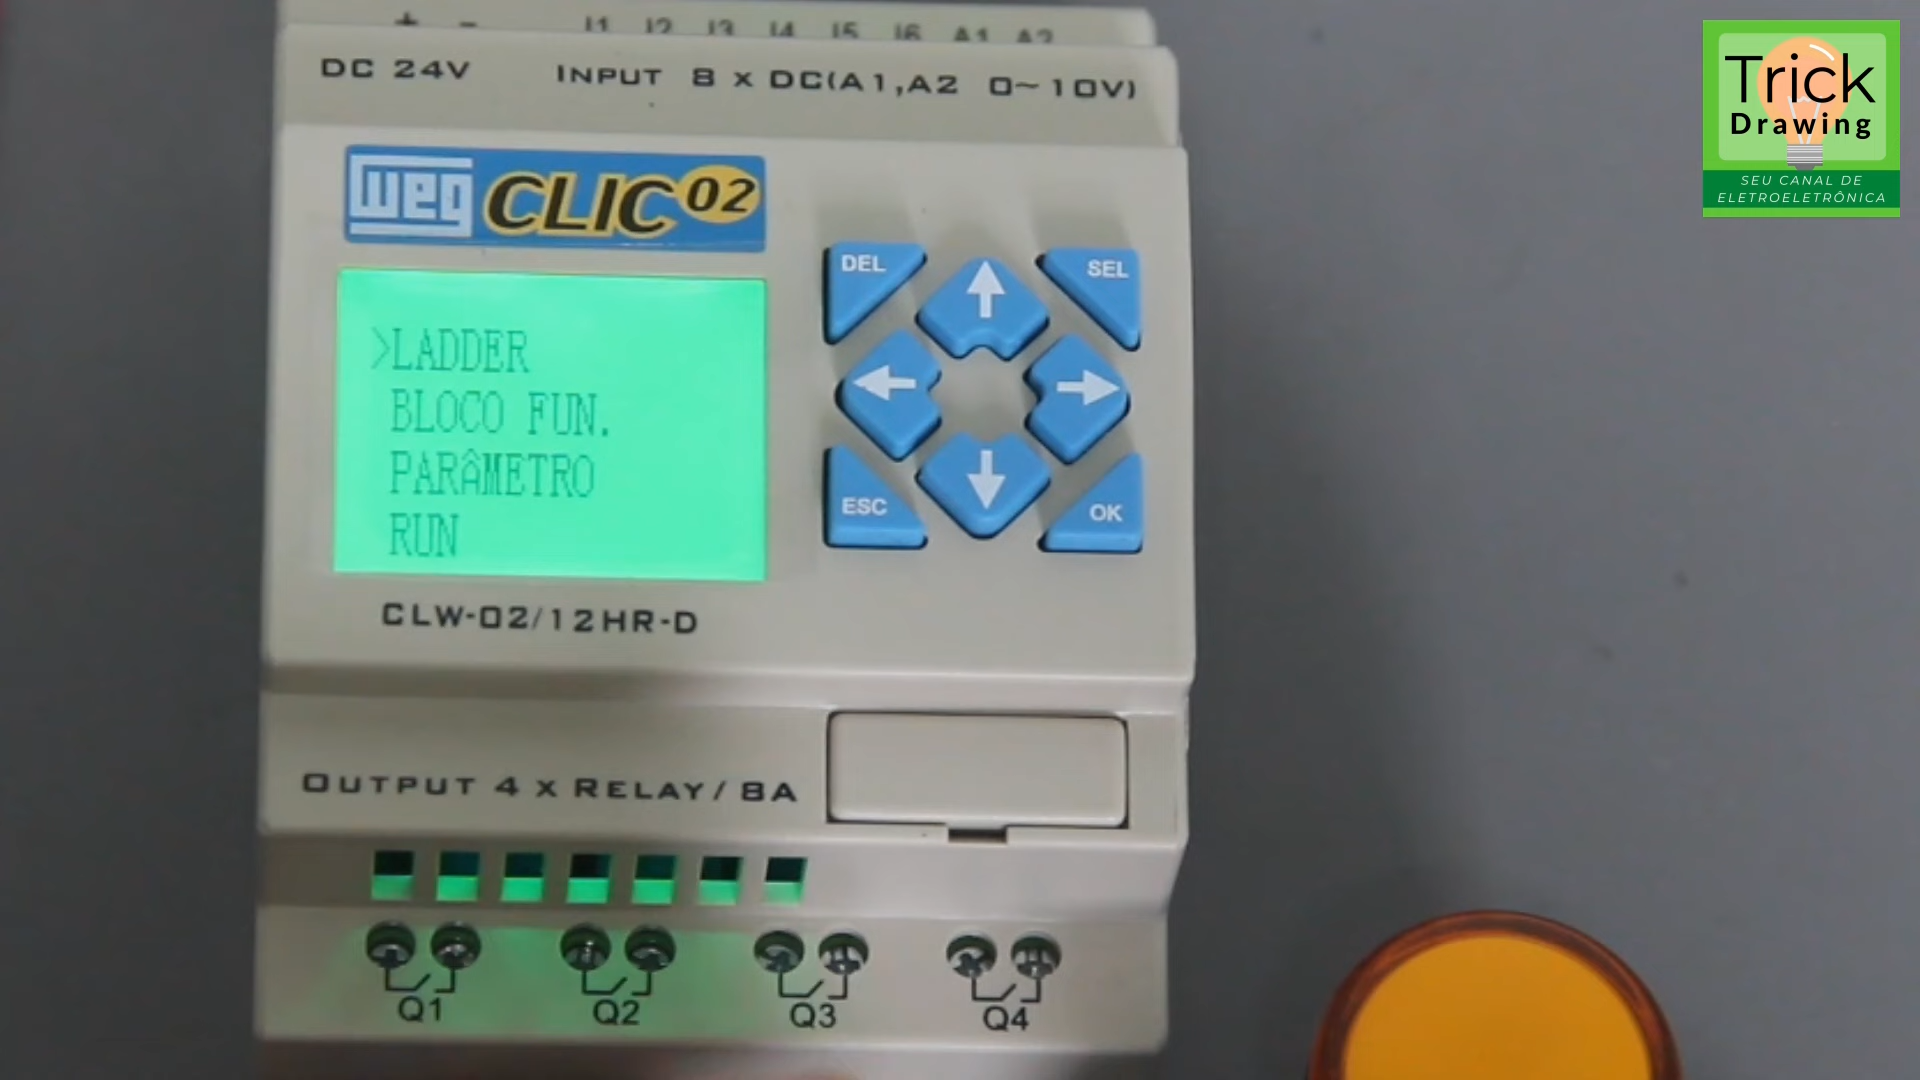 + -
I1 I2 I3 I4 I5 I6 A1 A2
DC 24V INPUT 8 x DC(A1,A2 0~10V)
weg CLIC02
DEL
SEL
>LADDER
BLOCO FUN.
PARÂMETRO
RUN
ESC
OK
CLW-02/12HR-D
OUTPUT 4 x RELAY/8A
Q1 Q2 Q3 Q4
Trick
Drawing
SEU CANAL DE
ELETROELETRÔNICA